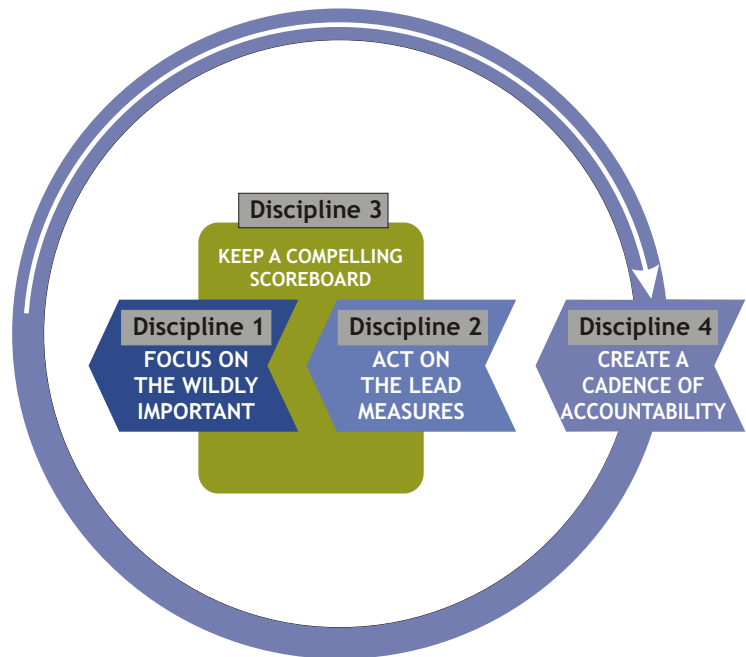 Discipline 3
KEEP A COMPELLING
SCOREBOARD
Discipline 1
FOCUS ON
THE WILDLY
IMPORTANT
Discipline 2
ACT ON
THE LEAD
MEASURES
Discipline 4
CREATE A
CADENCE OF
ACCOUNTABILITY